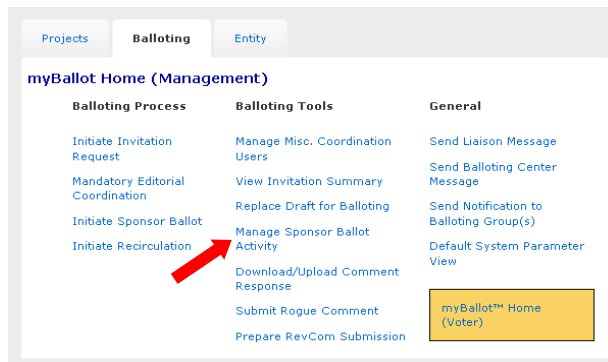 Projects
Balloting
Entity
myBallot Home (Management)
Balloting Process
Initiate Invitation
Request
Mandatory Editorial
Coordination
Initiate Sponsor Ballot
Initiate Recirculation
Balloting Tools
Manage Misc. Coordination
Users
View Invitation Summary
Replace Draft for Balloting
Manage Sponsor Ballot
Activity
Download/Upload Comment
Response
Submit Rogue Comment
Prepare RevCom Submission
General
Send Liaison Message
Send Balloting Center
Message
Send Notification to
Balloting Group(s)
Default System Parameter
View
myBallot™ Home
(Voter)